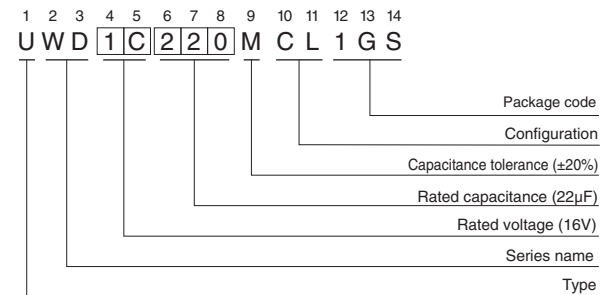 1 2 3 4 5 6 7 8 9 10 11 12 13 14
U W D 1 C 2 2 0 M C L 1 G S
Package code
Configuration
Capacitance tolerance (±20%)
Rated capacitance (22µF)
Rated voltage (16V)
Series name
Type